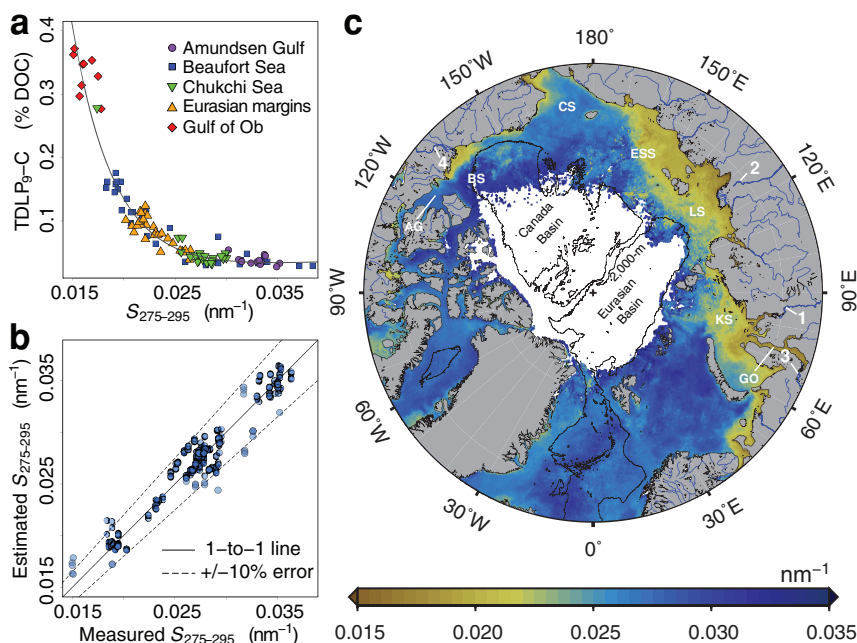 a
TDLP₉–C (% DOC)
0.4
0.3
0.2
0.1
Amundsen Gulf
Beaufort Sea
Chukchi Sea
Eurasian margins
Gulf of Ob
0.015 0.025 0.035
S₂₇₅₋₂₉₅ (nm⁻¹)
b
Estimated S₂₇₅₋₂₉₅ (nm⁻¹)
0.035
0.025
0.015
1–to–1 line
+/–10% error
0.015 0.025 0.035
Measured S₂₇₅₋₂₉₅ (nm⁻¹)
c
180°
150°W
150°E
120°W
120°E
90°W
90°E
60°W
60°E
30°W
30°E
0°
CS
ESS
BS
LS
AG
KS
GO
4
2
1
3
Canada
Basin
2,000-m
Eurasian
Basin
nm⁻¹
0.015 0.020 0.025 0.030 0.035